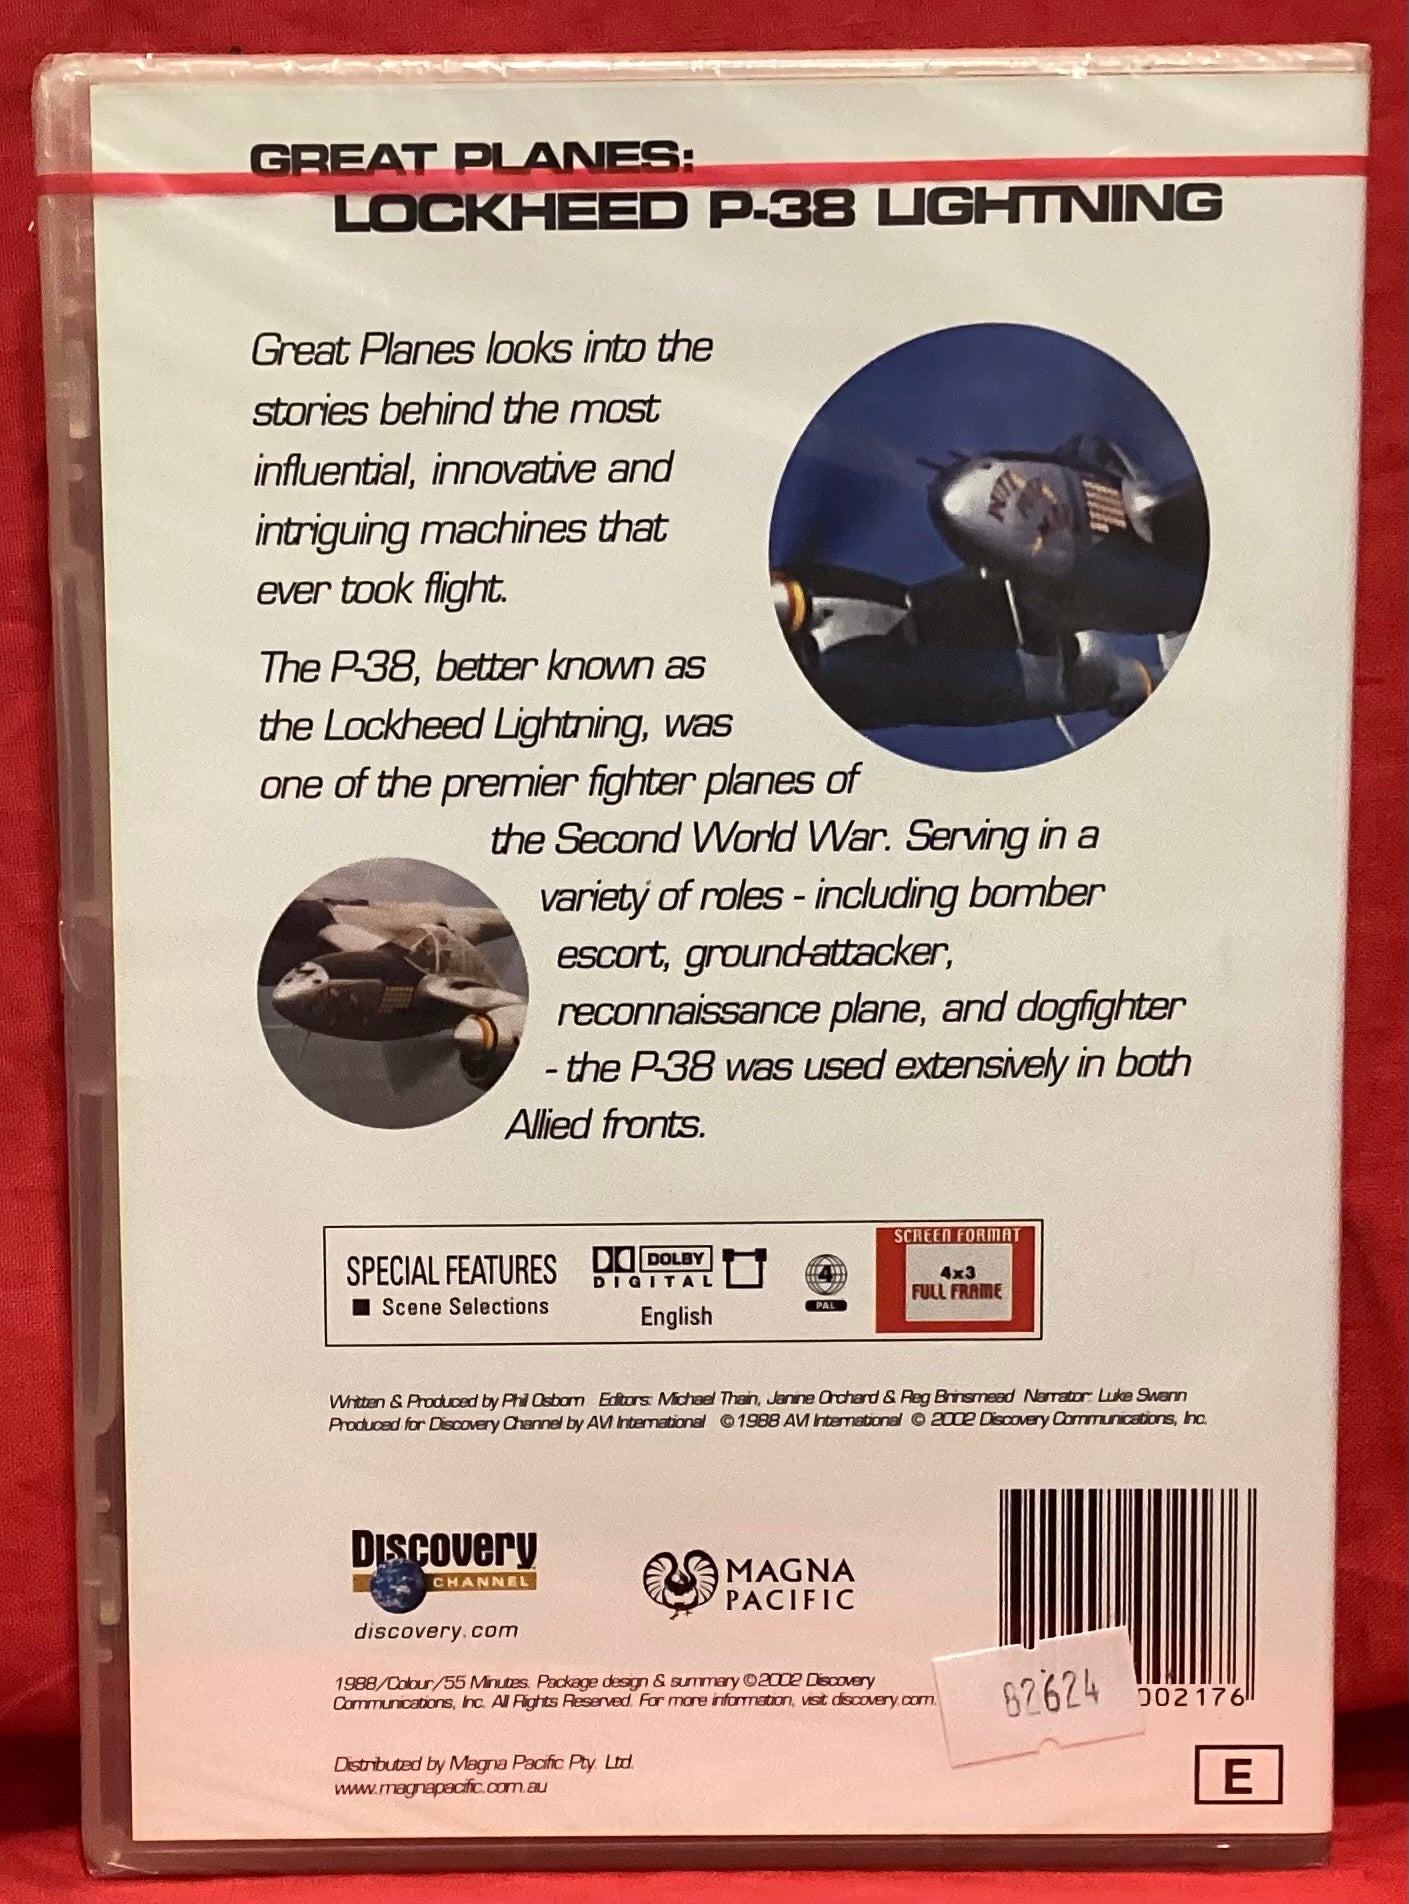 GREAT PLANES:
LOCKHEED P-38 LIGHTNING
Great Planes looks into the
stories behind the most
influential, innovative and
intriguing machines that
ever took flight.
The P-38, better known as
the Lockheed Lightning, was
one of the premier fighter planes of
the Second World War. Serving in a
variety of roles - including bomber
escort, ground-attacker,
reconnaissance plane, and dogfighter
- the P-38 was used extensively in both
Allied fronts.
SPECIAL FEATURES
■ Scene Selections
DOLBY
DIGITAL
English
4
PAL
SCREEN FORMAT
4x3
FULL FRAME
Written & Produced by Phil Osborn Editors: Michael Thain, Janine Orchard & Reg Brinsmead Narrator: Luke Swann
Produced for Discovery Channel by AVI International © 1988 AVI International © 2002 Discovery Communications, Inc.
Discovery
CHANNEL
discovery.com
MAGNA
PACIFIC
1988/Colour/55 Minutes. Package design & summary © 2002 Discovery
Communications, Inc. All Rights Reserved. For more information, visit discovery.com.
82624
002176
Distributed by Magna Pacific Pty. Ltd.
www.magnapacific.com.au
E